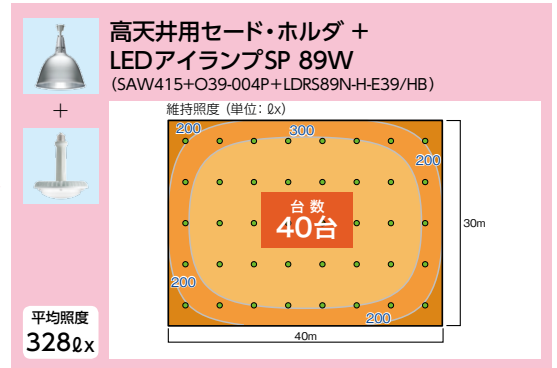 高天井用セード・ホルダ +
LEDアイランプSP 89W
(SAW415+O39-004P+LDRS89N-H-E39/HB)
+
維持照度(単位:ℓx)
200
300
200
台数
40台
30m
200
200
40m
平均照度
328ℓx